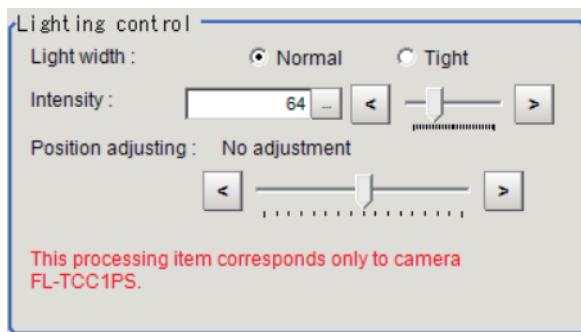 Lighting control
Light width : Normal Tight
Intensity : 64 ... < >
Position adjusting : No adjustment
< >
This processing item corresponds only to camera
FL-TCC1PS.